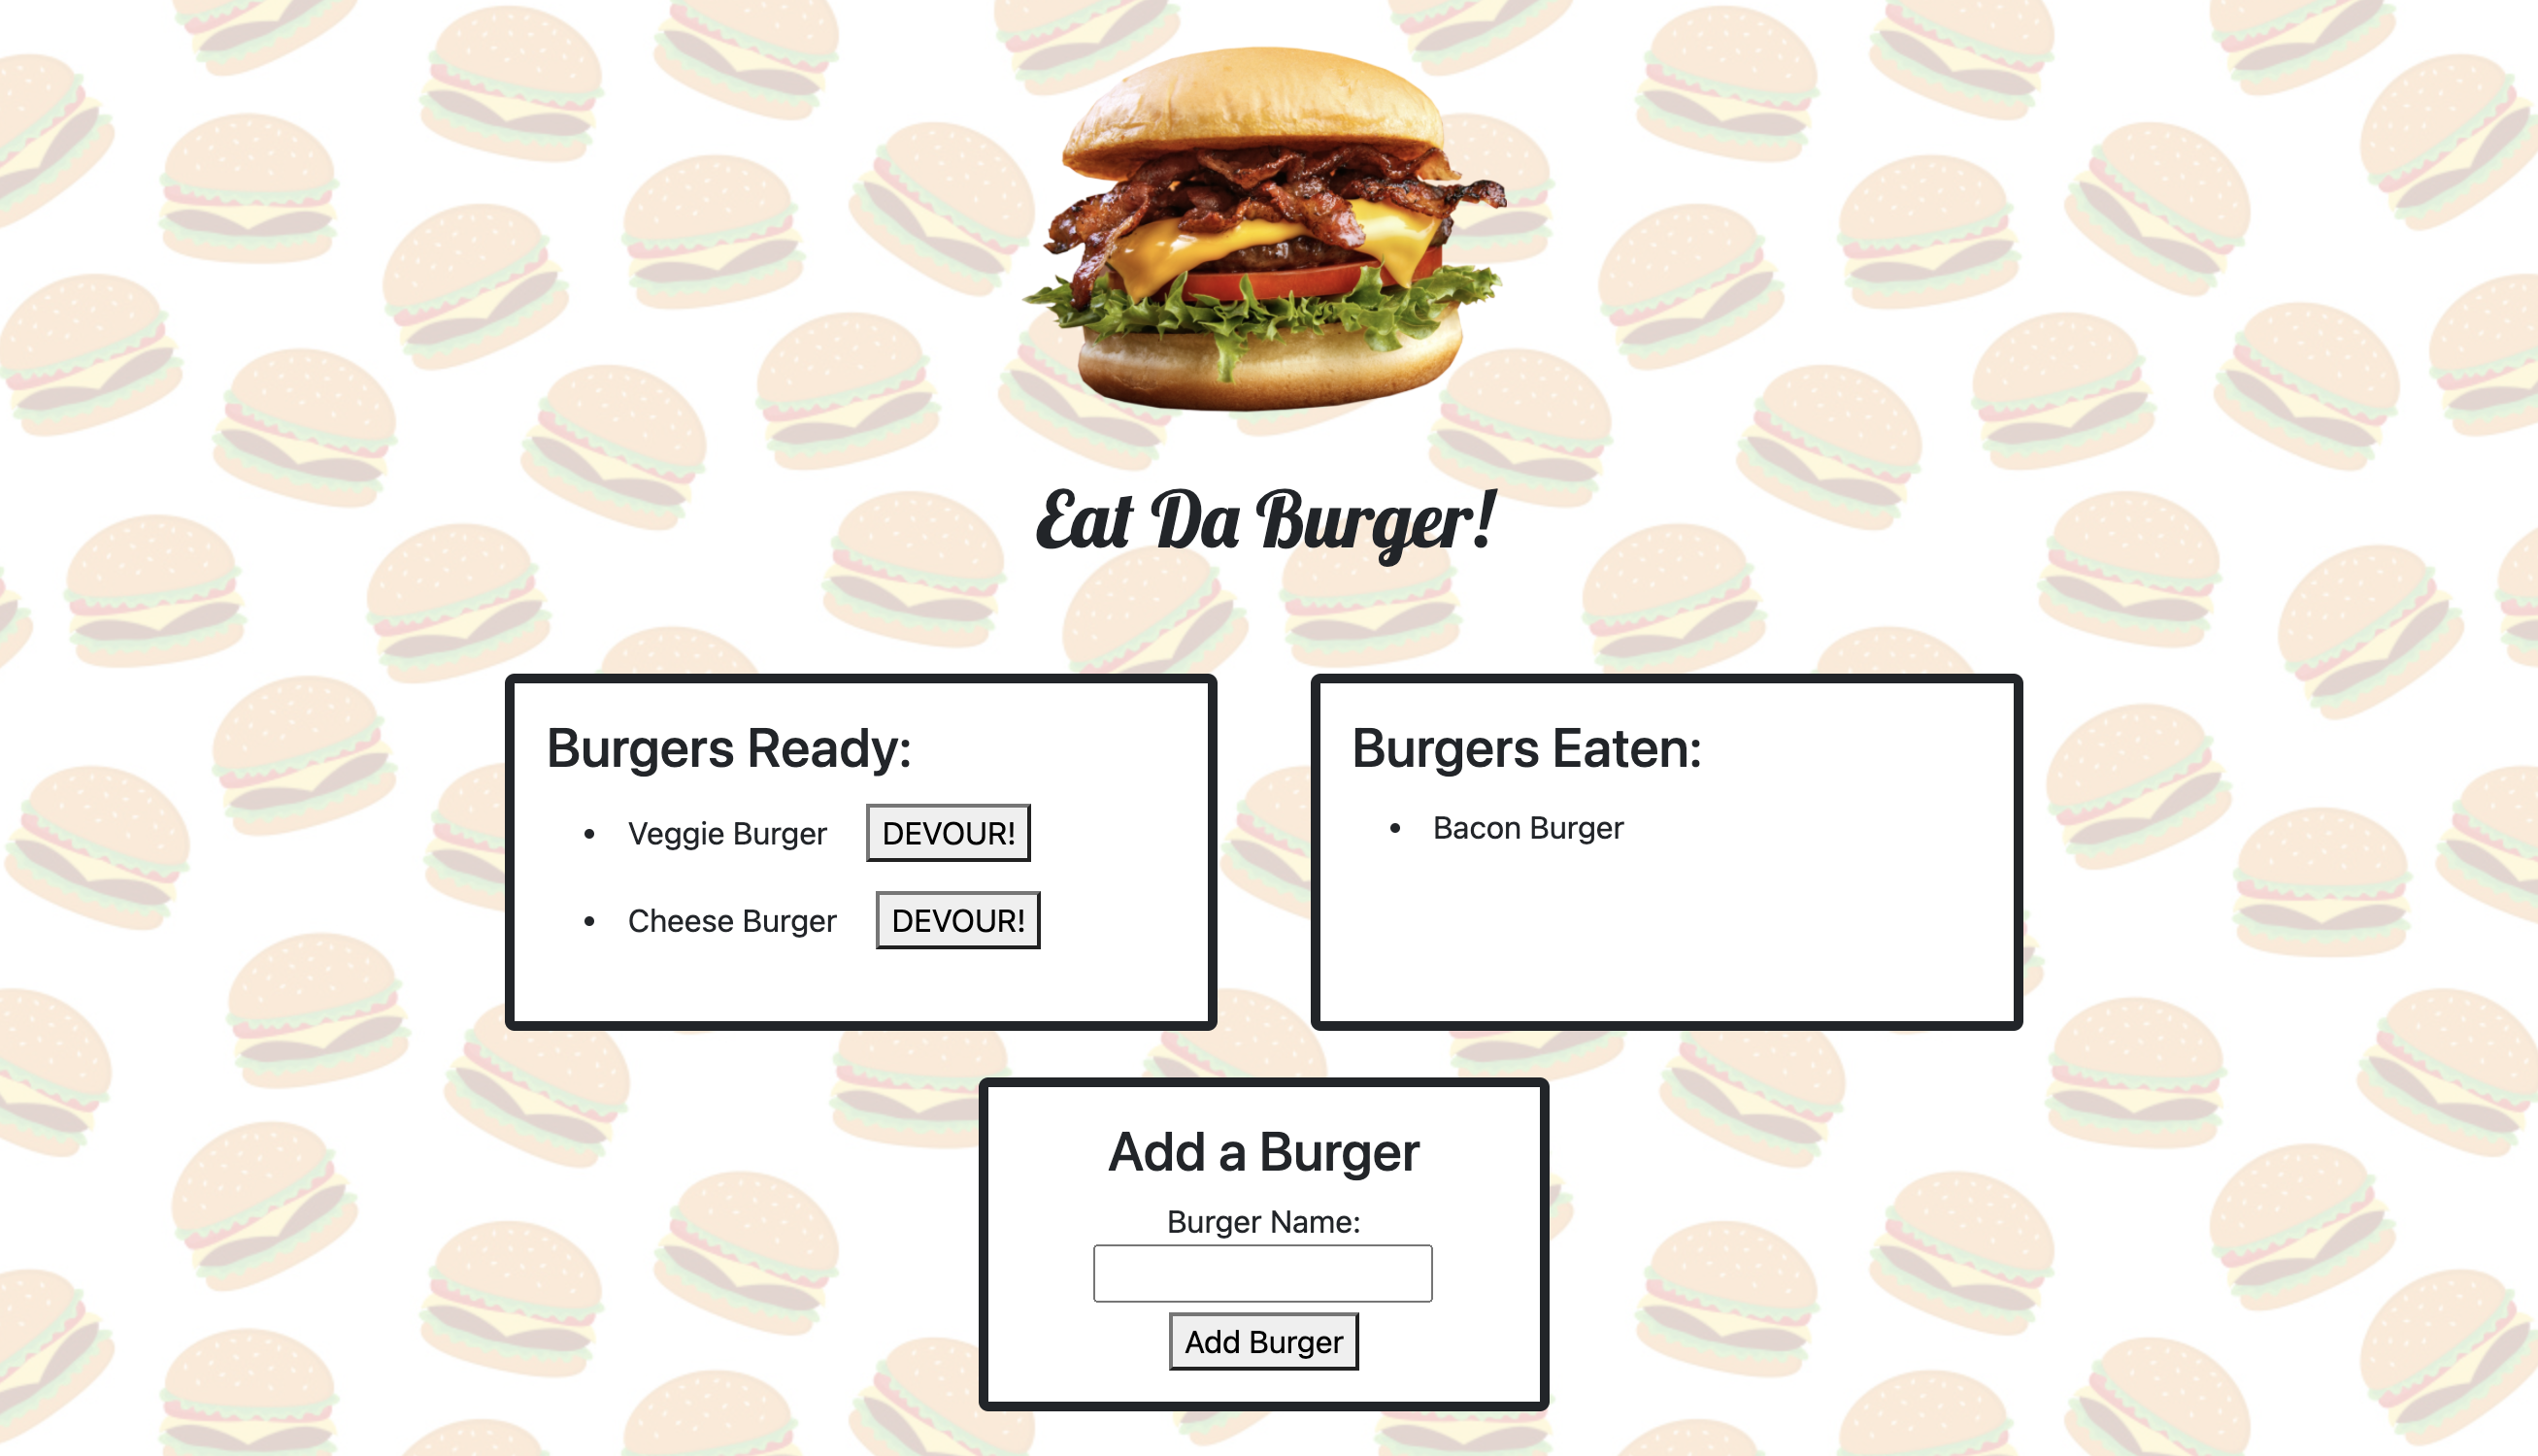 Eat Da Burger!
Burgers Ready:
Veggie Burger DEVOUR!
Cheese Burger DEVOUR!
Burgers Eaten:
Bacon Burger
Add a Burger
Burger Name:
Add Burger